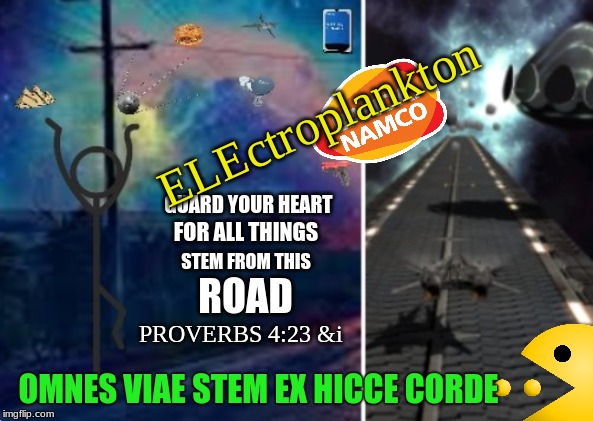 ELEctroplankton
NAMCO
GUARD YOUR HEART
FOR ALL THINGS
STEM FROM THIS
ROAD
PROVERBS 4:23 &i
OMNES VIAE STEM EX HICCE CORDE
imgflip.com